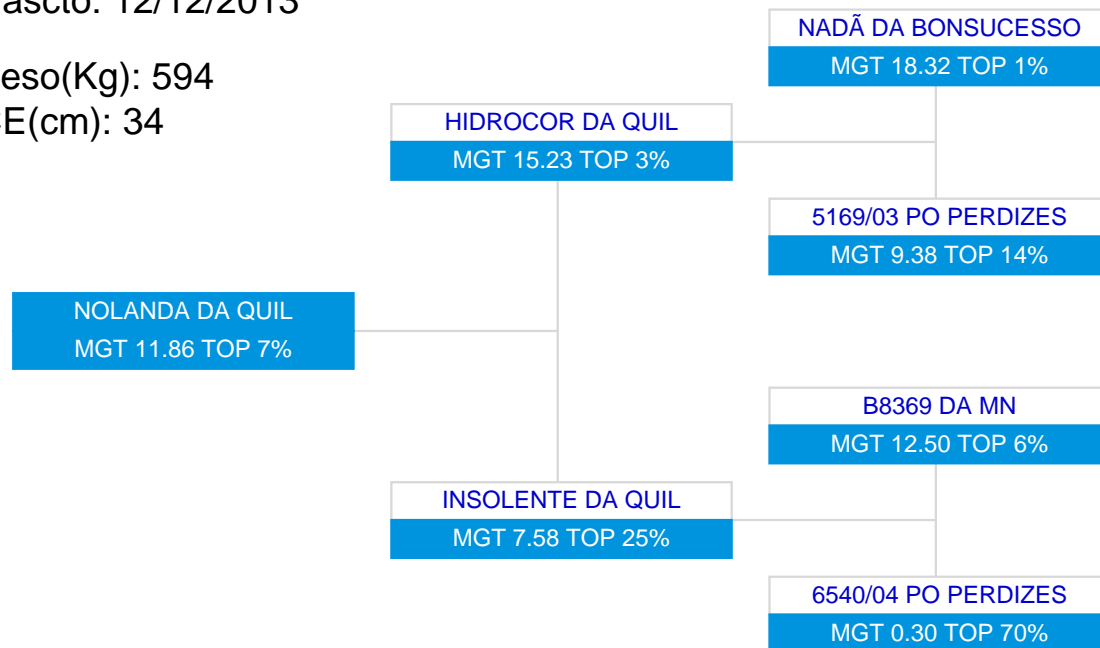 ascto: 12/12/2013
eso(Kg): 594
E(cm): 34
NADÃ DA BONSUCESSO
MGT 18.32 TOP 1%
HIDROCOR DA QUIL
MGT 15.23 TOP 3%
5169/03 PO PERDIZES
MGT 9.38 TOP 14%
NOLANDA DA QUIL
MGT 11.86 TOP 7%
B8369 DA MN
MGT 12.50 TOP 6%
INSOLENTE DA QUIL
MGT 7.58 TOP 25%
6540/04 PO PERDIZES
MGT 0.30 TOP 70%